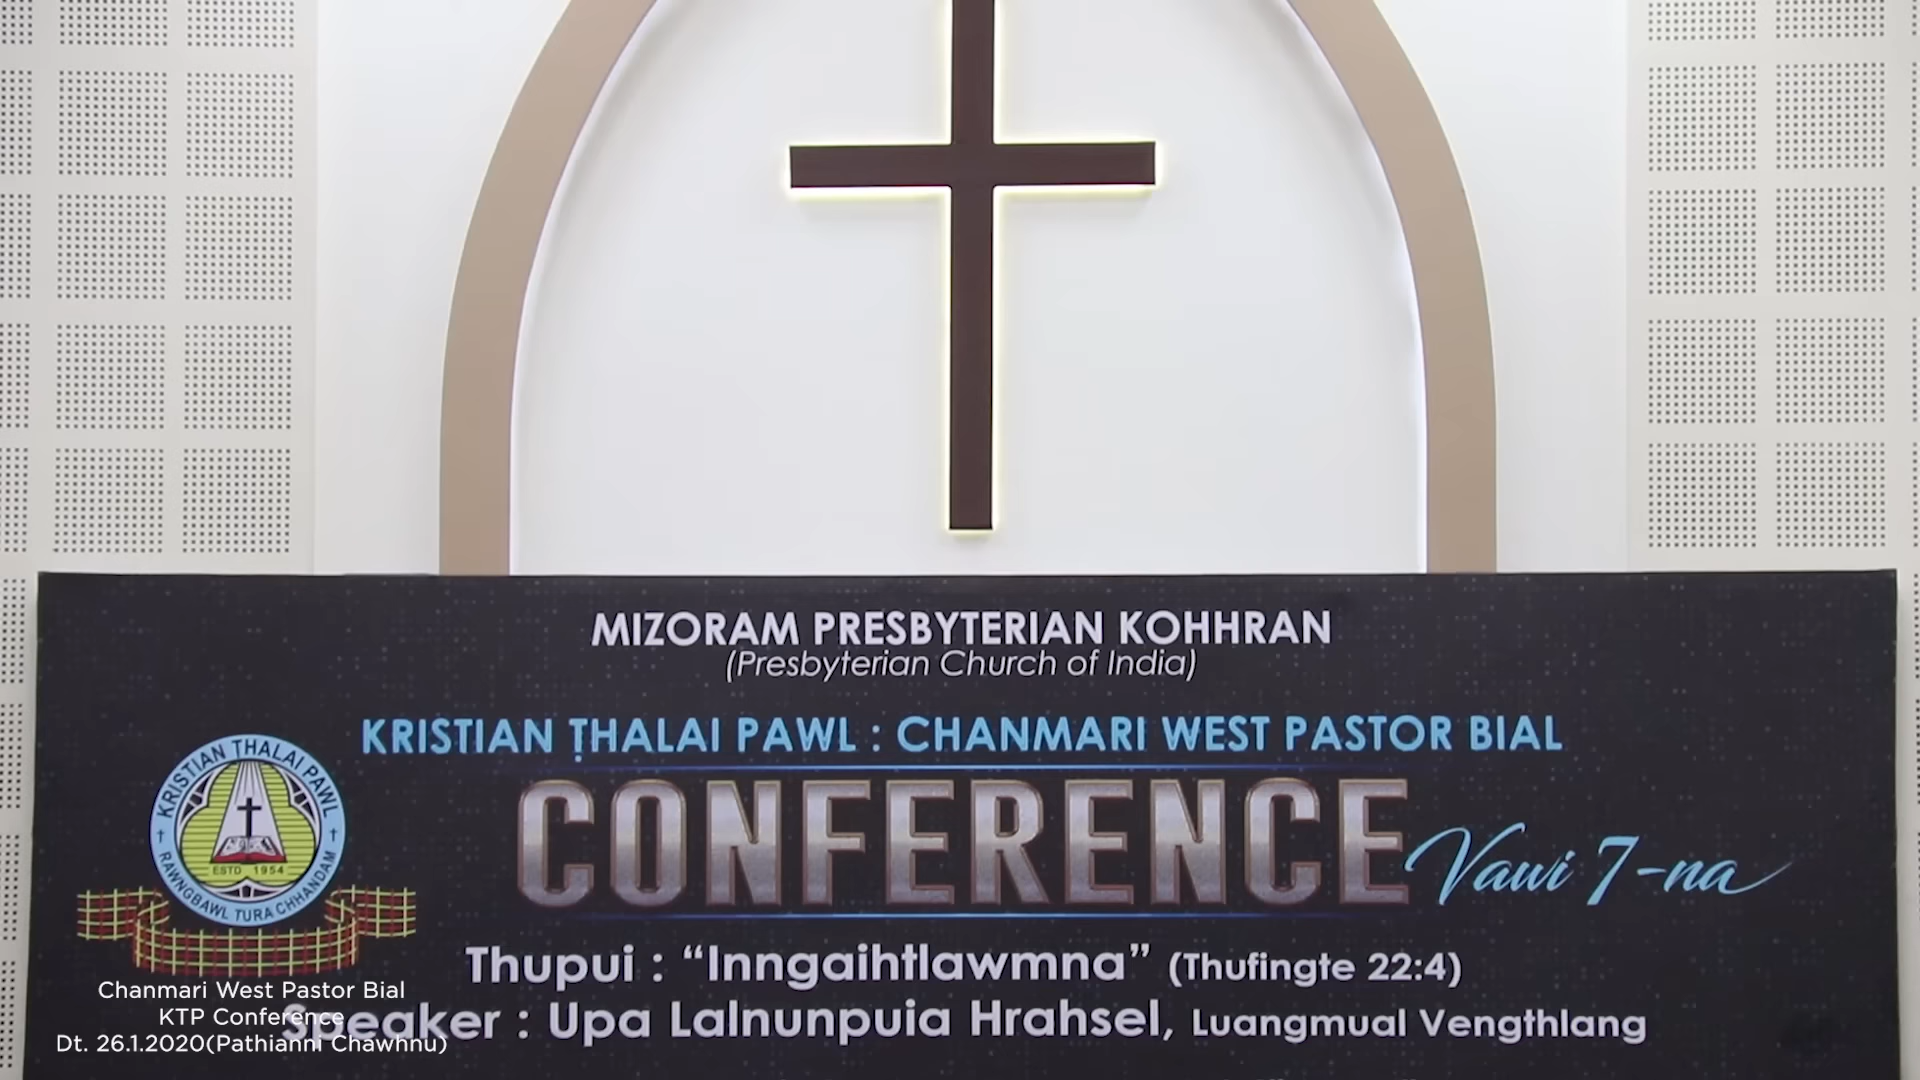 MIZORAM PRESBYTERIAN KOHHRAN
(Presbyterian Church of India)
KRISTIAN ṬHALAI PAWL : CHANMARI WEST PASTOR BIAL
CONFERENCE Vawi 7-na
KRISTIAN THALAI PAWL
ESTD 1954
RAWNGBAWL TURA CHHANDAM
Thupui : “Inngaihtlawmna” (Thufingte 22:4)
Speaker : Upa Lalnunpuia Hrahsel, Luangmual Vengthlang
Chanmari West Pastor Bial
KTP Conference
Dt. 26.1.2020(Pathianni Chawhnu)